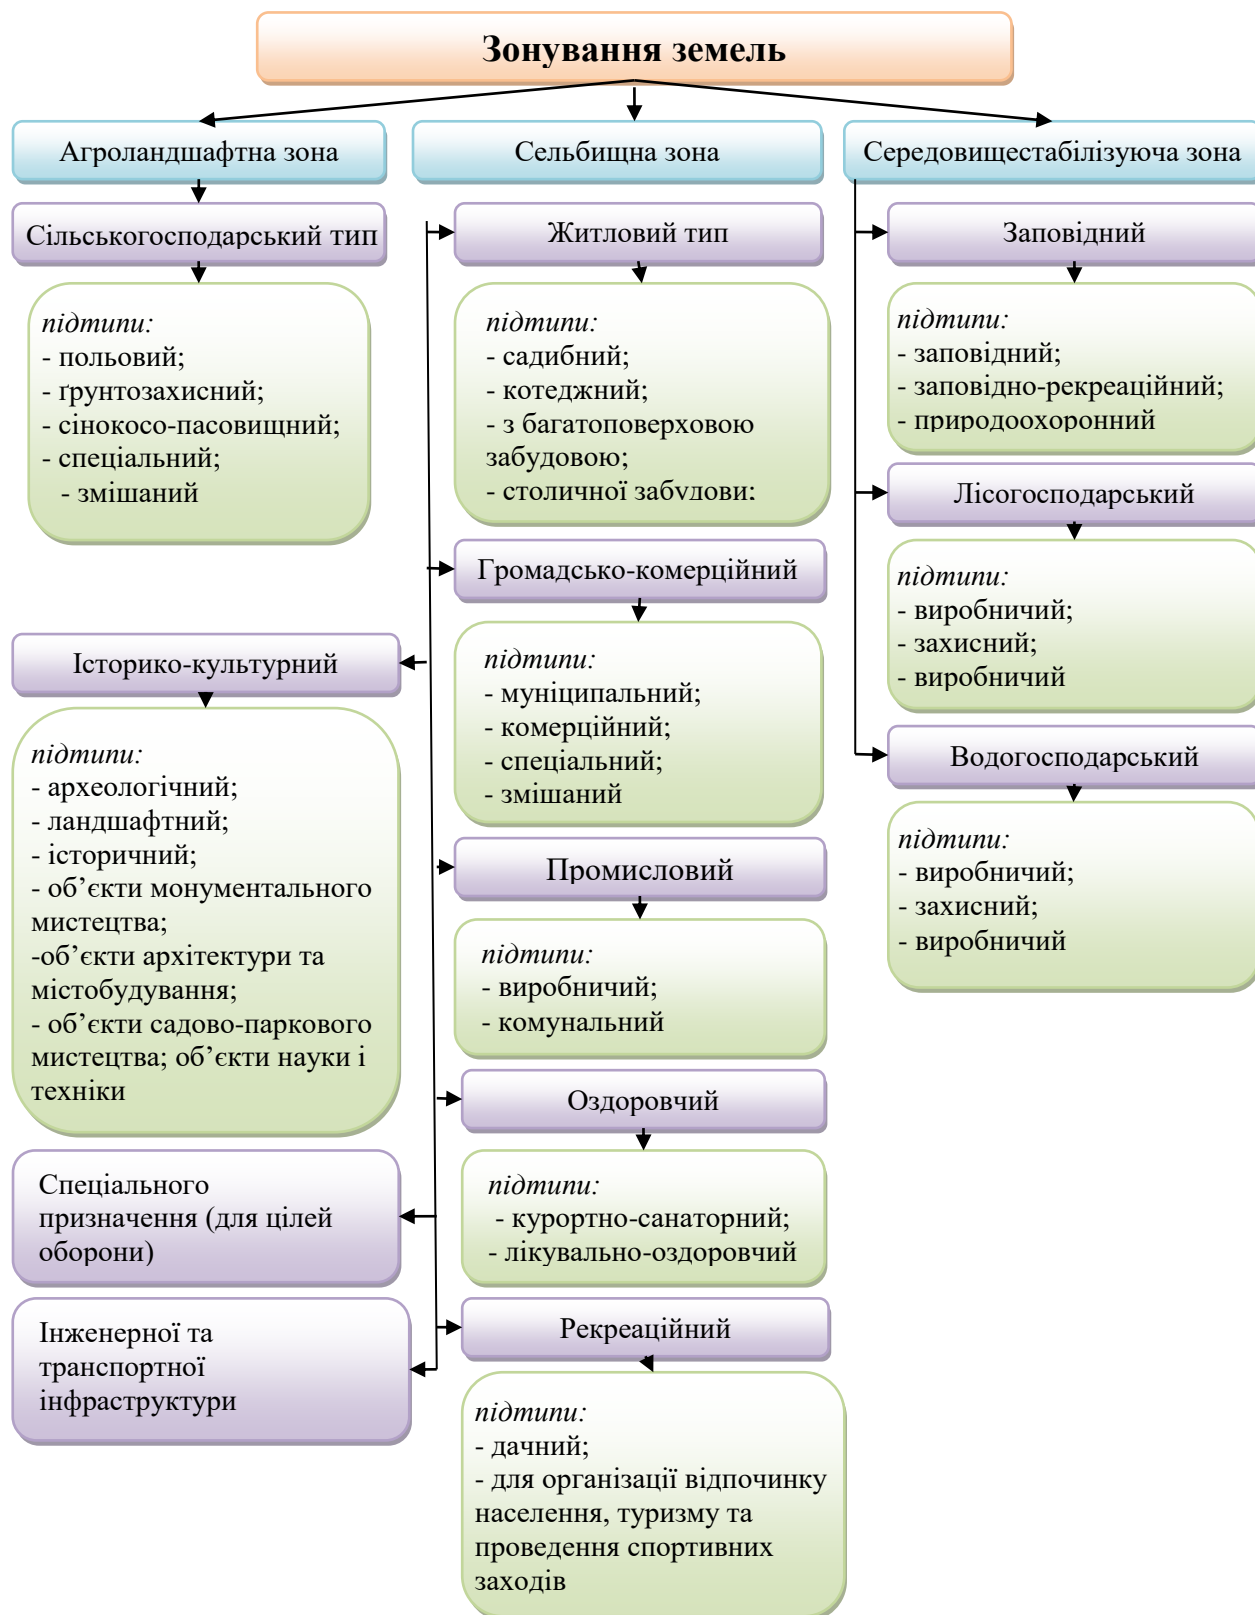 Зонування земель
Агроландшафтна зона
Сельбищна зона
Середовищестабілізуюча зона
Сільськогосподарський тип
підтипи:
- польовий;
- ґрунтозахисний;
- сінокосо-пасовищний;
- спеціальний;
- змішаний
Історико-культурний
підтипи:
- археологічний;
- ландшафтний;
- історичний;
- об’єкти монументального
мистецтва;
-об’єкти архітектури та
містобудування;
- об’єкти садово-паркового
мистецтва; об’єкти науки і
техніки
Спеціального
призначення (для цілей
оборони)
Інженерної та
транспортної
інфраструктури
Житловий тип
підтипи:
- садибний;
- котеджний;
- з багатоповерховою
забудовою;
- столичної забудови;
Громадсько-комерційний
підтипи:
- муніципальний;
- комерційний;
- спеціальний;
- змішаний
Промисловий
підтипи:
- виробничий;
- комунальний
Оздоровчий
підтипи:
- курортно-санаторний;
- лікувально-оздоровчий
Рекреаційний
підтипи:
- дачний;
- для організації відпочинку
населення, туризму та
проведення спортивних
заходів
Заповідний
підтипи:
- заповідний;
- заповідно-рекреаційний;
- природоохоронний
Лісогосподарський
підтипи:
- виробничий;
- захисний;
- виробничий
Водогосподарський
підтипи:
- виробничий;
- захисний;
- виробничий